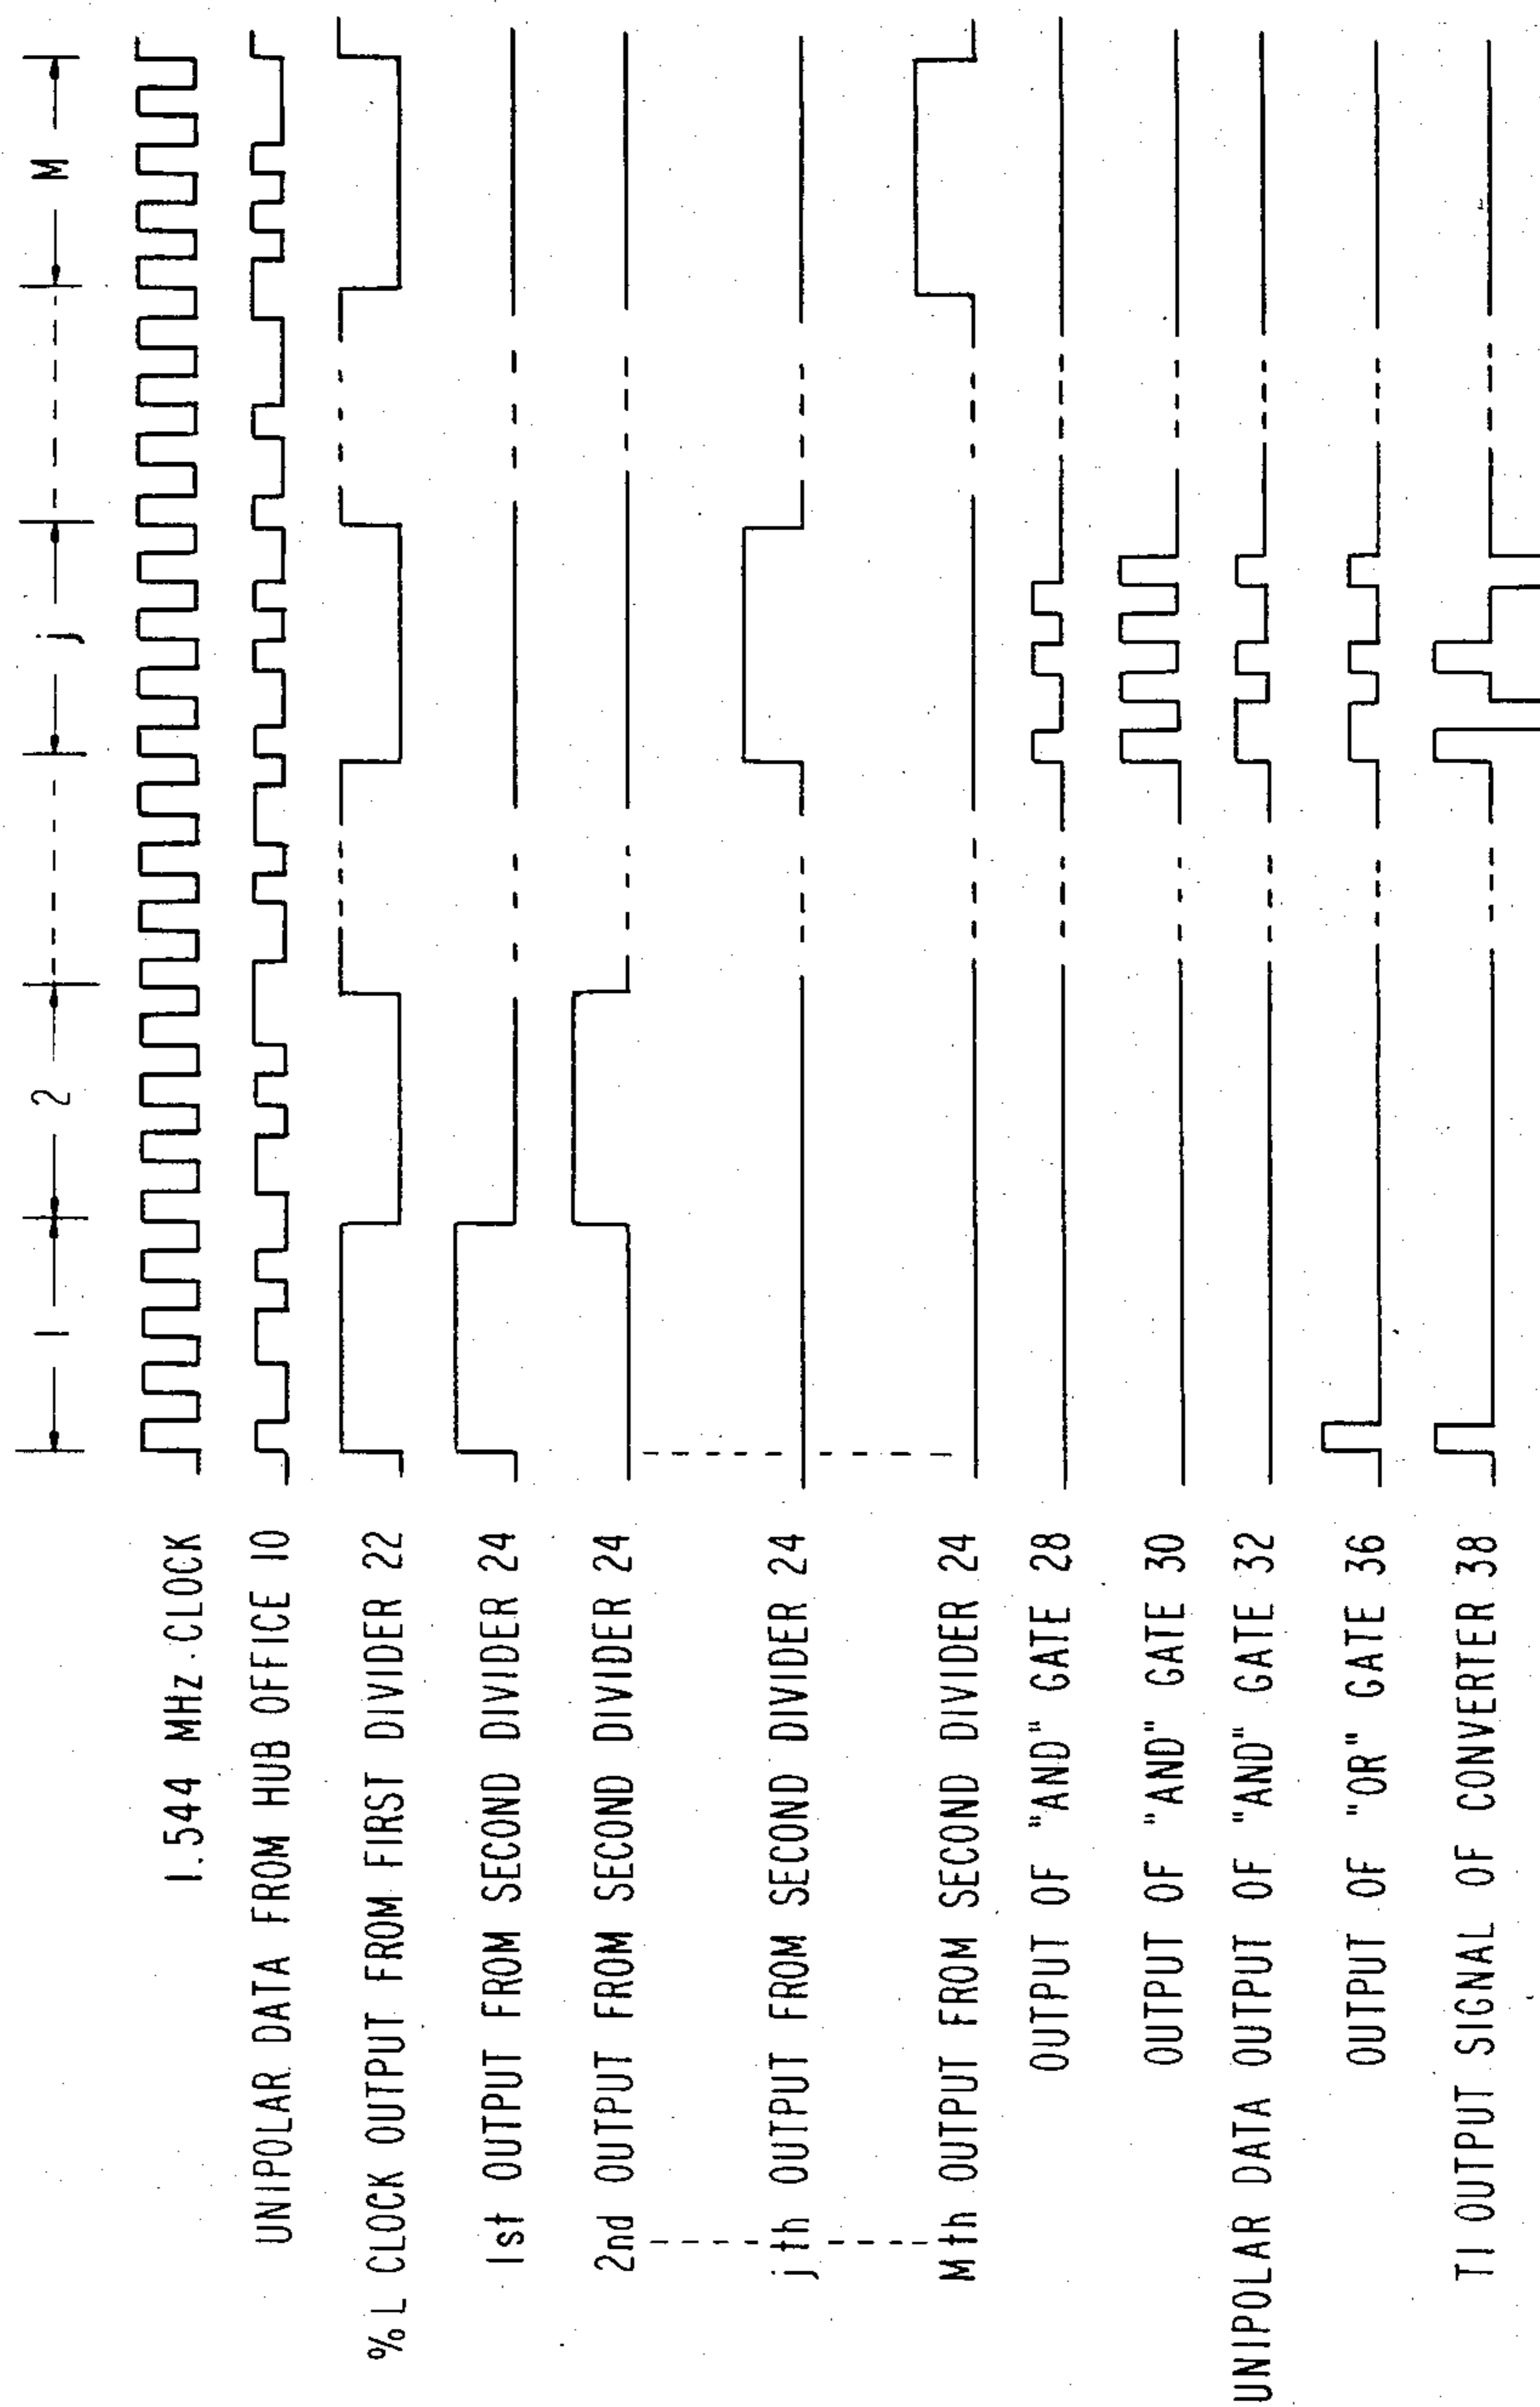 1 2 j M
1.544 MHz CLOCK
UNIPOLAR DATA FROM HUB OFFICE 10
% L CLOCK OUTPUT FROM FIRST DIVIDER 22
1st OUTPUT FROM SECOND DIVIDER 24
2nd OUTPUT FROM SECOND DIVIDER 24
jth OUTPUT FROM SECOND DIVIDER 24
Mth OUTPUT FROM SECOND DIVIDER 24
OUTPUT OF "AND" GATE 28
OUTPUT OF "AND" GATE 30
UNIPOLAR DATA OUTPUT OF "AND" GATE 32
OUTPUT OF "OR" GATE 36
T1 OUTPUT SIGNAL OF CONVERTER 38